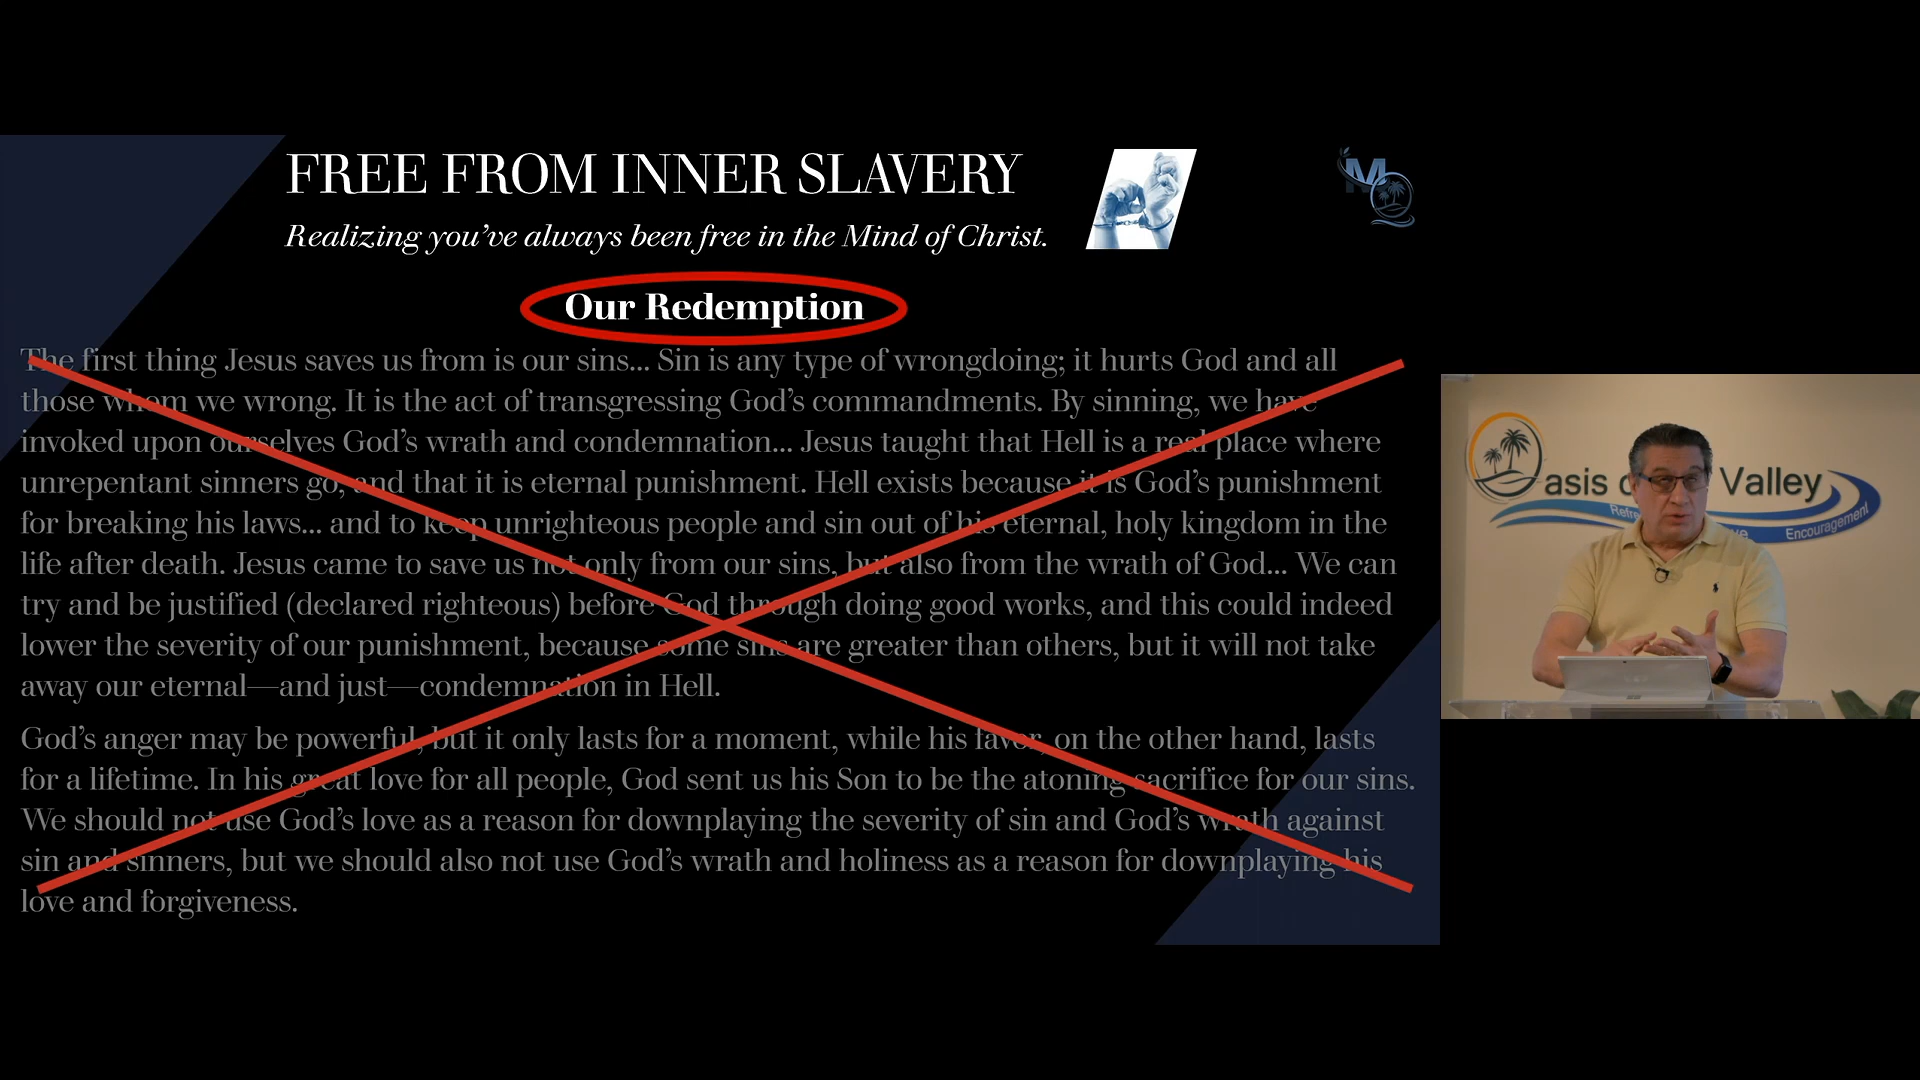 FREE FROM INNER SLAVERY
Realizing you've always been free in the Mind of Christ.
M
Our Redemption
The first thing Jesus saves us from is our sins... Sin is any type of wrongdoing; it hurts God and all
those whom we wrong. It is the act of transgressing God's commandments. By sinning, we have
invoked upon ourselves God's wrath and condemnation... Jesus taught that Hell is a real place where
unrepentant sinners go, and that it is eternal punishment. Hell exists because it is God's punishment
for breaking his laws... and to keep unrighteous people and sin out of his eternal, holy kingdom in the
life after death. Jesus came to save us not only from our sins, but also from the wrath of God... We can
try and be justified (declared righteous) before God through doing good works, and this could indeed
lower the severity of our punishment, because some sins are greater than others, but it will not take
away our eternal—and just—condemnation in Hell.
God's anger may be powerful, but it only lasts for a moment, while his favor, on the other hand, lasts
for a lifetime. In his great love for all people, God sent us his Son to be the atoning sacrifice for our sins.
We should not use God's love as a reason for downplaying the severity of sin and God's wrath against
sin and sinners, but we should also not use God's wrath and holiness as a reason for downplaying his
love and forgiveness.
asis Valley
Encouragement